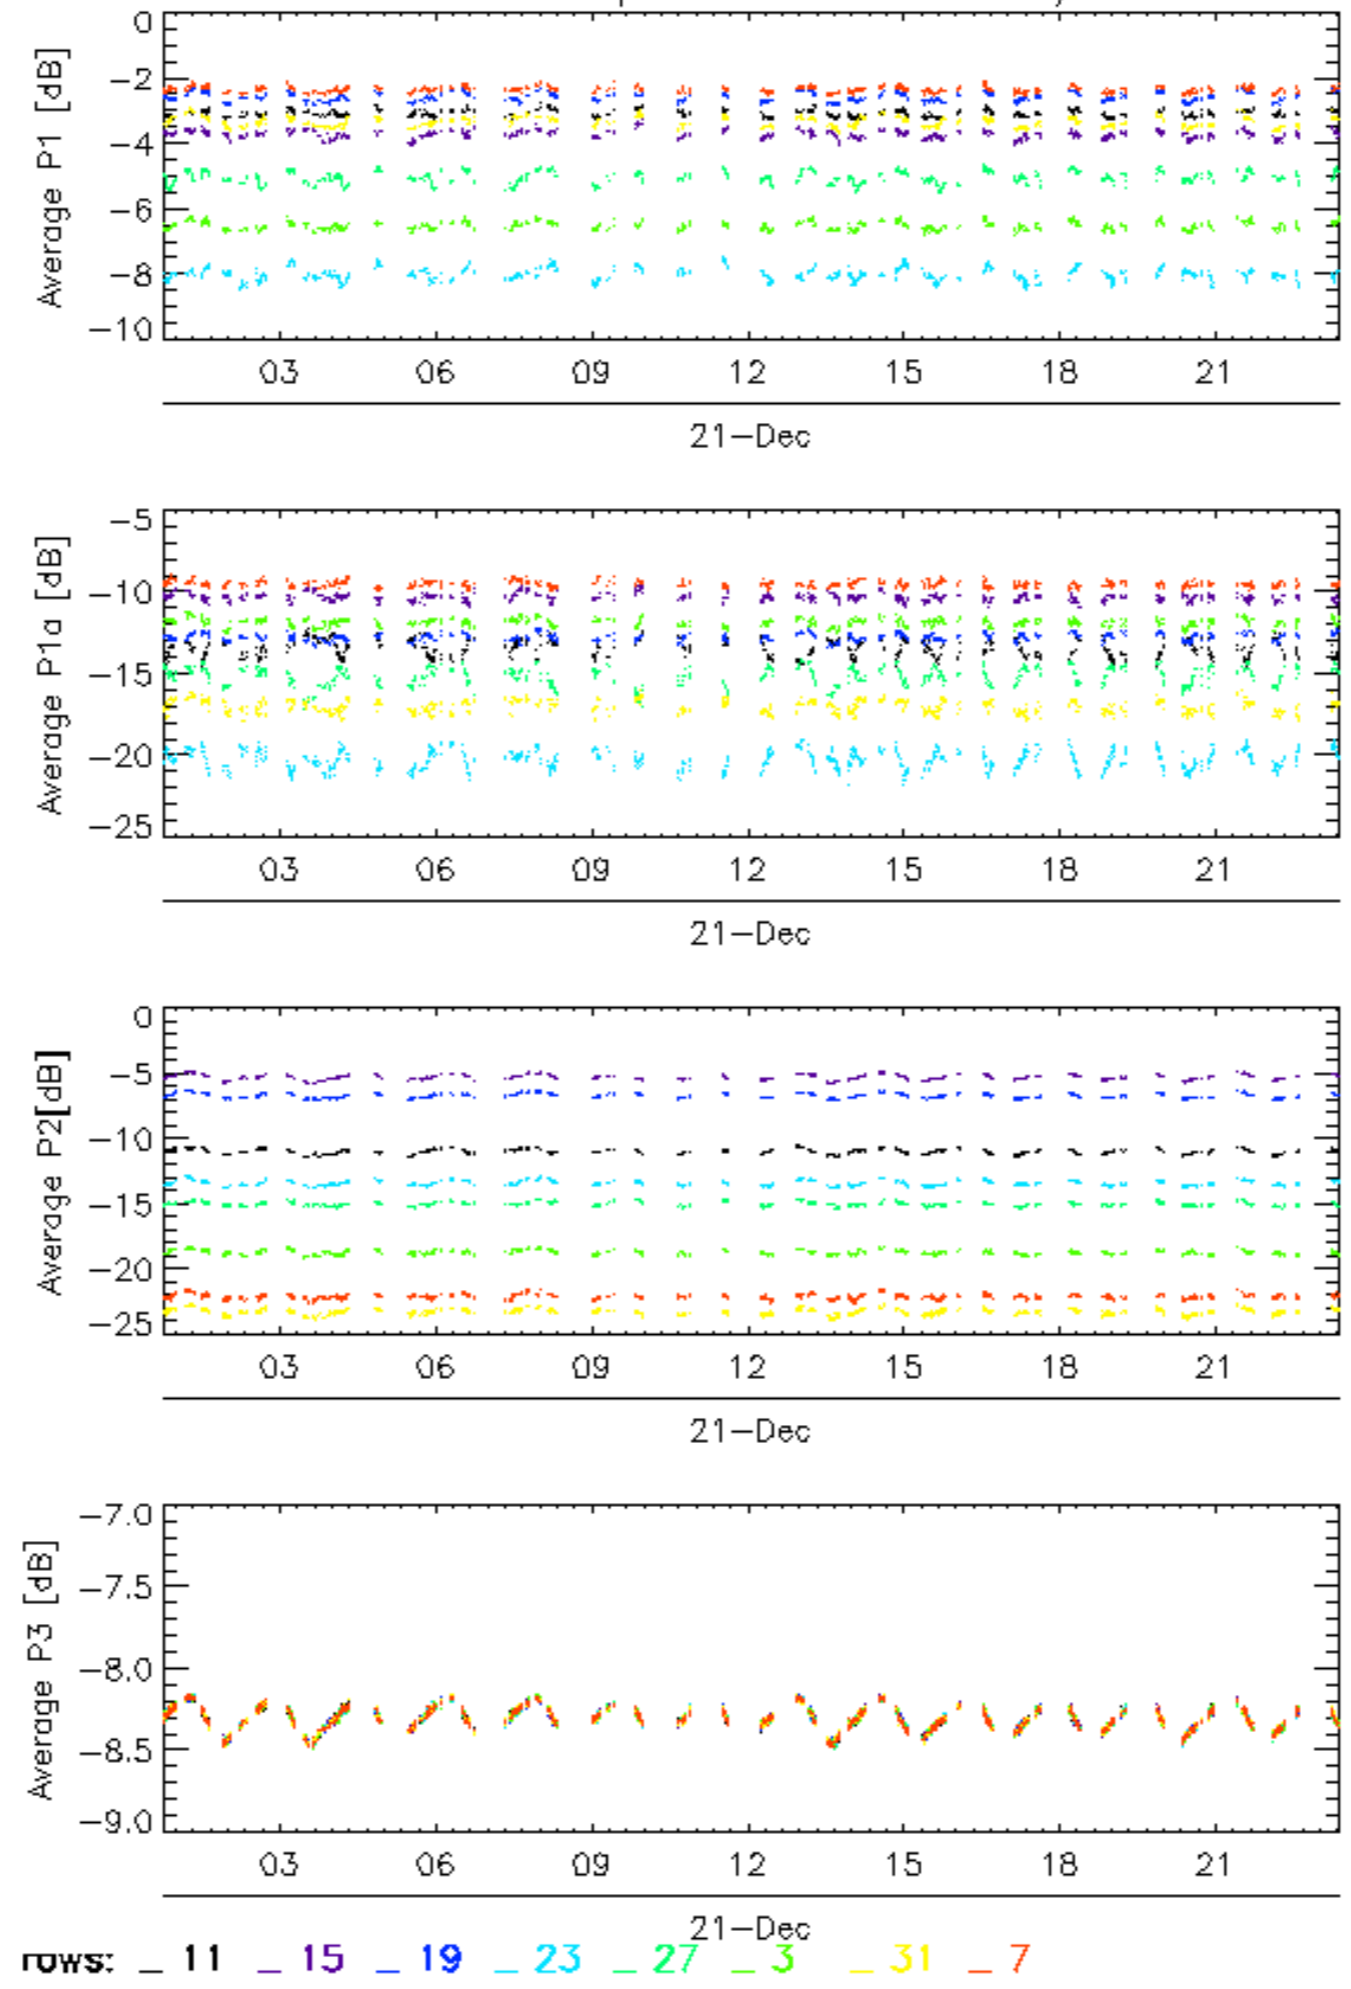 Average P1 [dB]
0
−2
−4
−6
−8
−10
03 06 09 12 15 18 21
21−Dec
Average P1a [dB]
−5
−10
−15
−20
−25
03 06 09 12 15 18 21
21−Dec
Average P2[dB]
0
−5
−10
−15
−20
−25
03 06 09 12 15 18 21
21−Dec
Average P3 [dB]
−7.0
−7.5
−8.0
−8.5
−9.0
03 06 09 12 15 18 21
21−Dec
rows: _ 11 _ 15 _ 19 _ 23 _ 27 _ 3 _ 31 _ 7